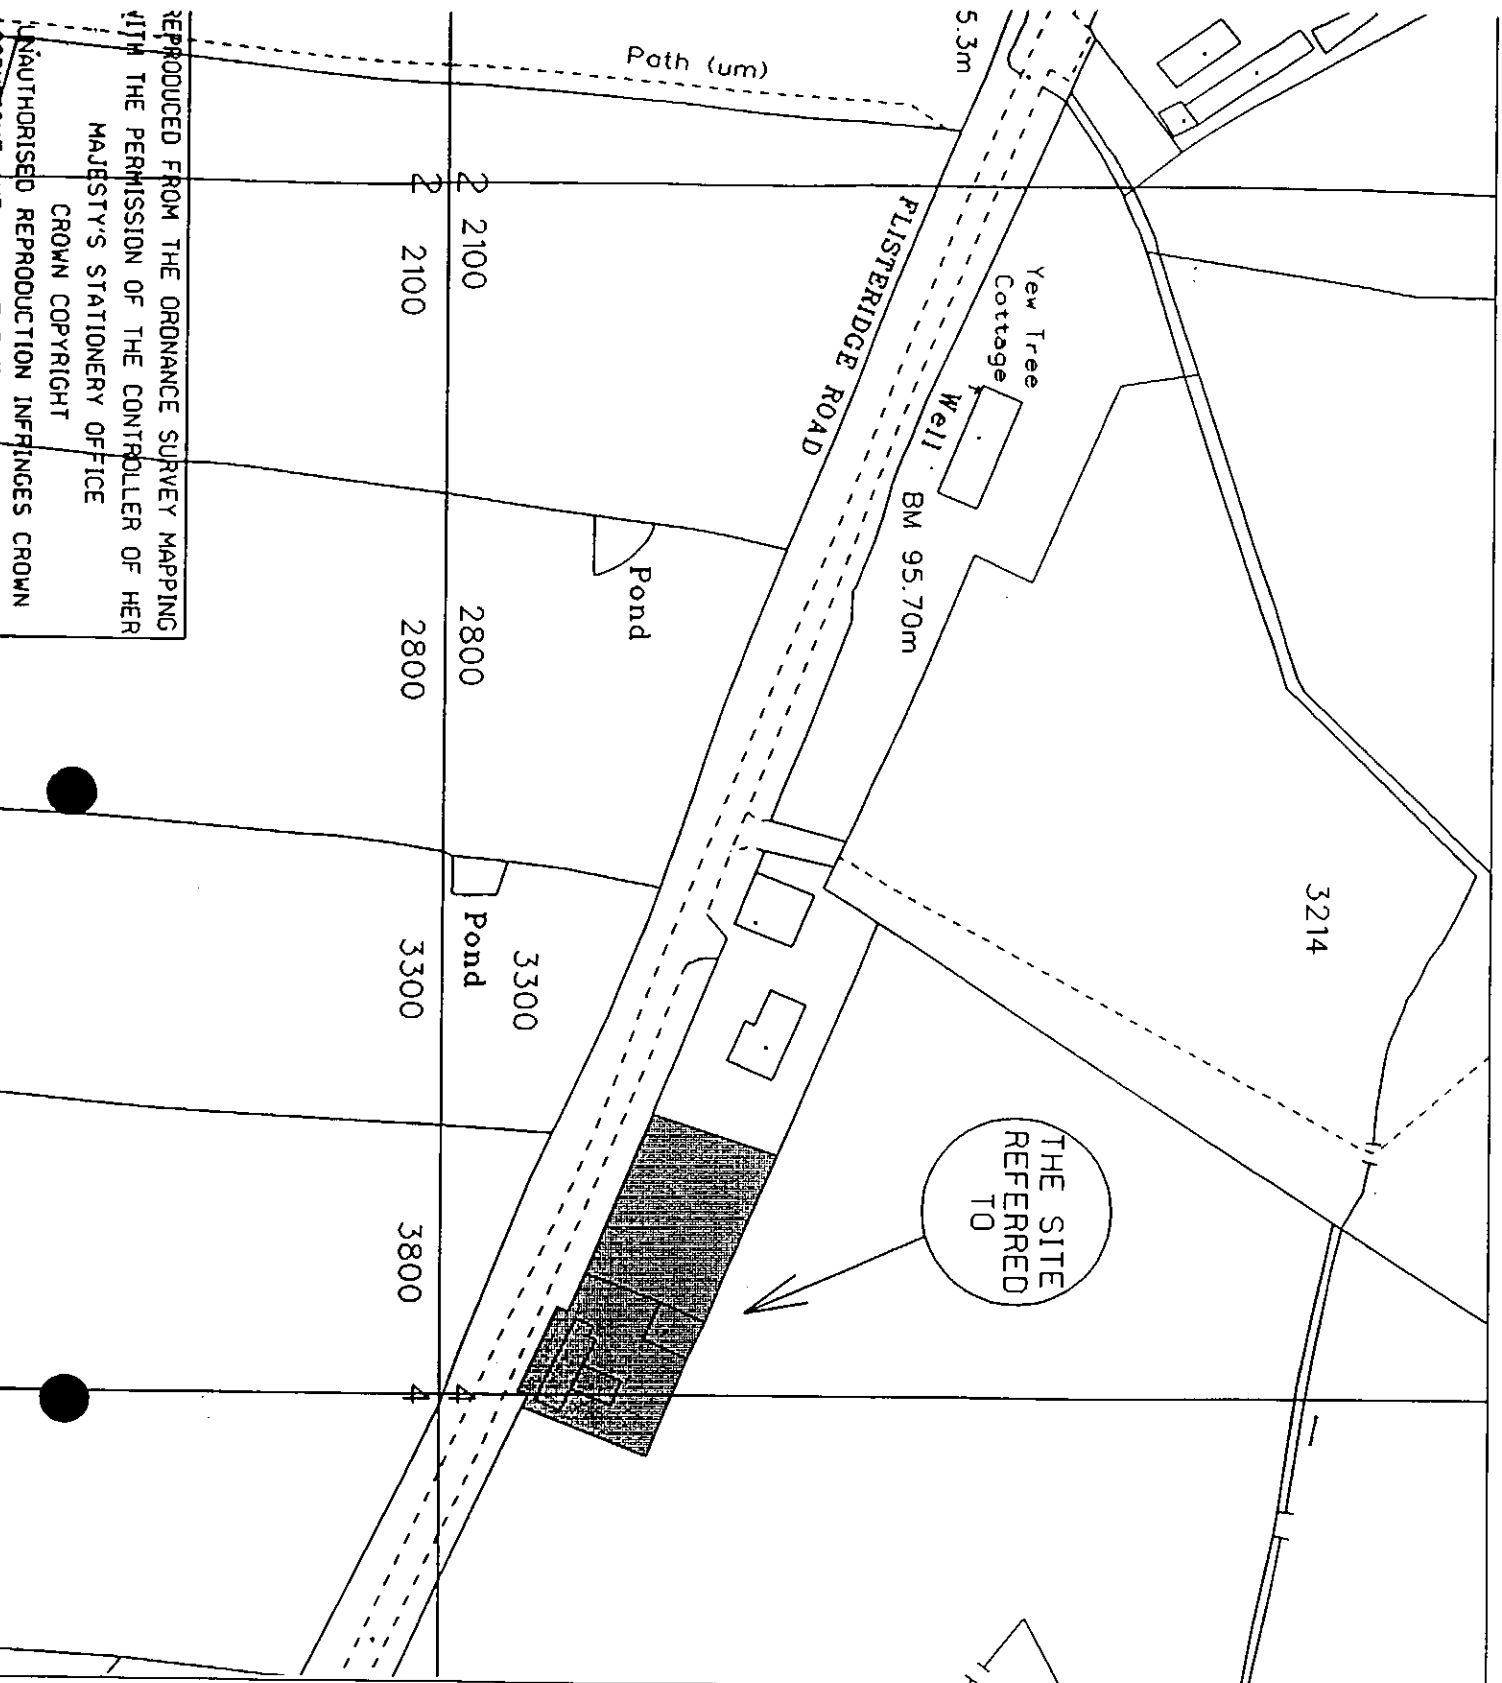 5.3m
Path (um)
FLISTERIDGE ROAD
Yew Tree
Cottage
Well
BM 95.70m
3214
2
2100
2
2100
Pond
2800
2800
Pond
3300
3300
3800
4
4
THE SITE
REFERRED
TO
REPRODUCED FROM THE ORDNANCE SURVEY MAPPING
WITH THE PERMISSION OF THE CONTROLLER OF HER
MAJESTY'S STATIONERY OFFICE
CROWN COPYRIGHT
UNAUTHORISED REPRODUCTION INFRINGES CROWN